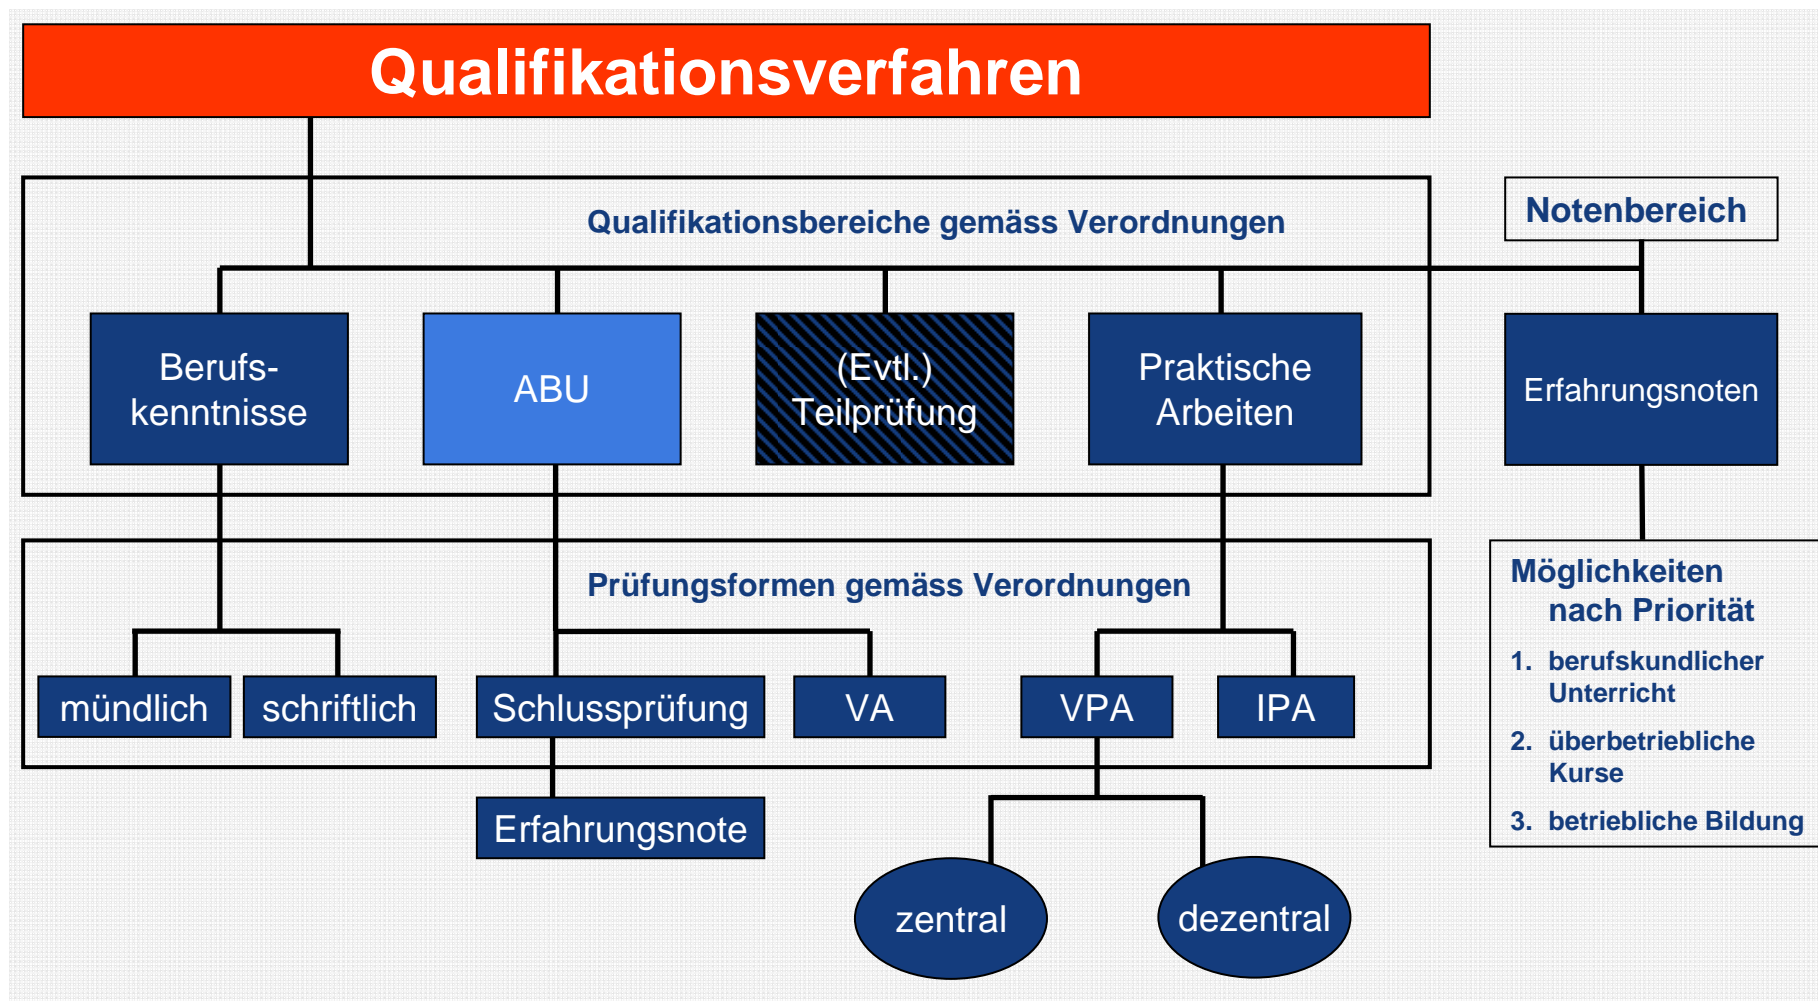 Qualifikationsverfahren
Qualifikationsbereiche gemäss Verordnungen
Notenbereich
Berufs-
kenntnisse
ABU
(Evtl.)
Teilprüfung
Praktische
Arbeiten
Erfahrungsnoten
Prüfungsformen gemäss Verordnungen
mündlich
schriftlich
Schlussprüfung
VA
VPA
IPA
Erfahrungsnote
zentral
dezentral
Möglichkeiten
nach Priorität
1. berufskundlicher
Unterricht
2. überbetriebliche
Kurse
3. betriebliche Bildung